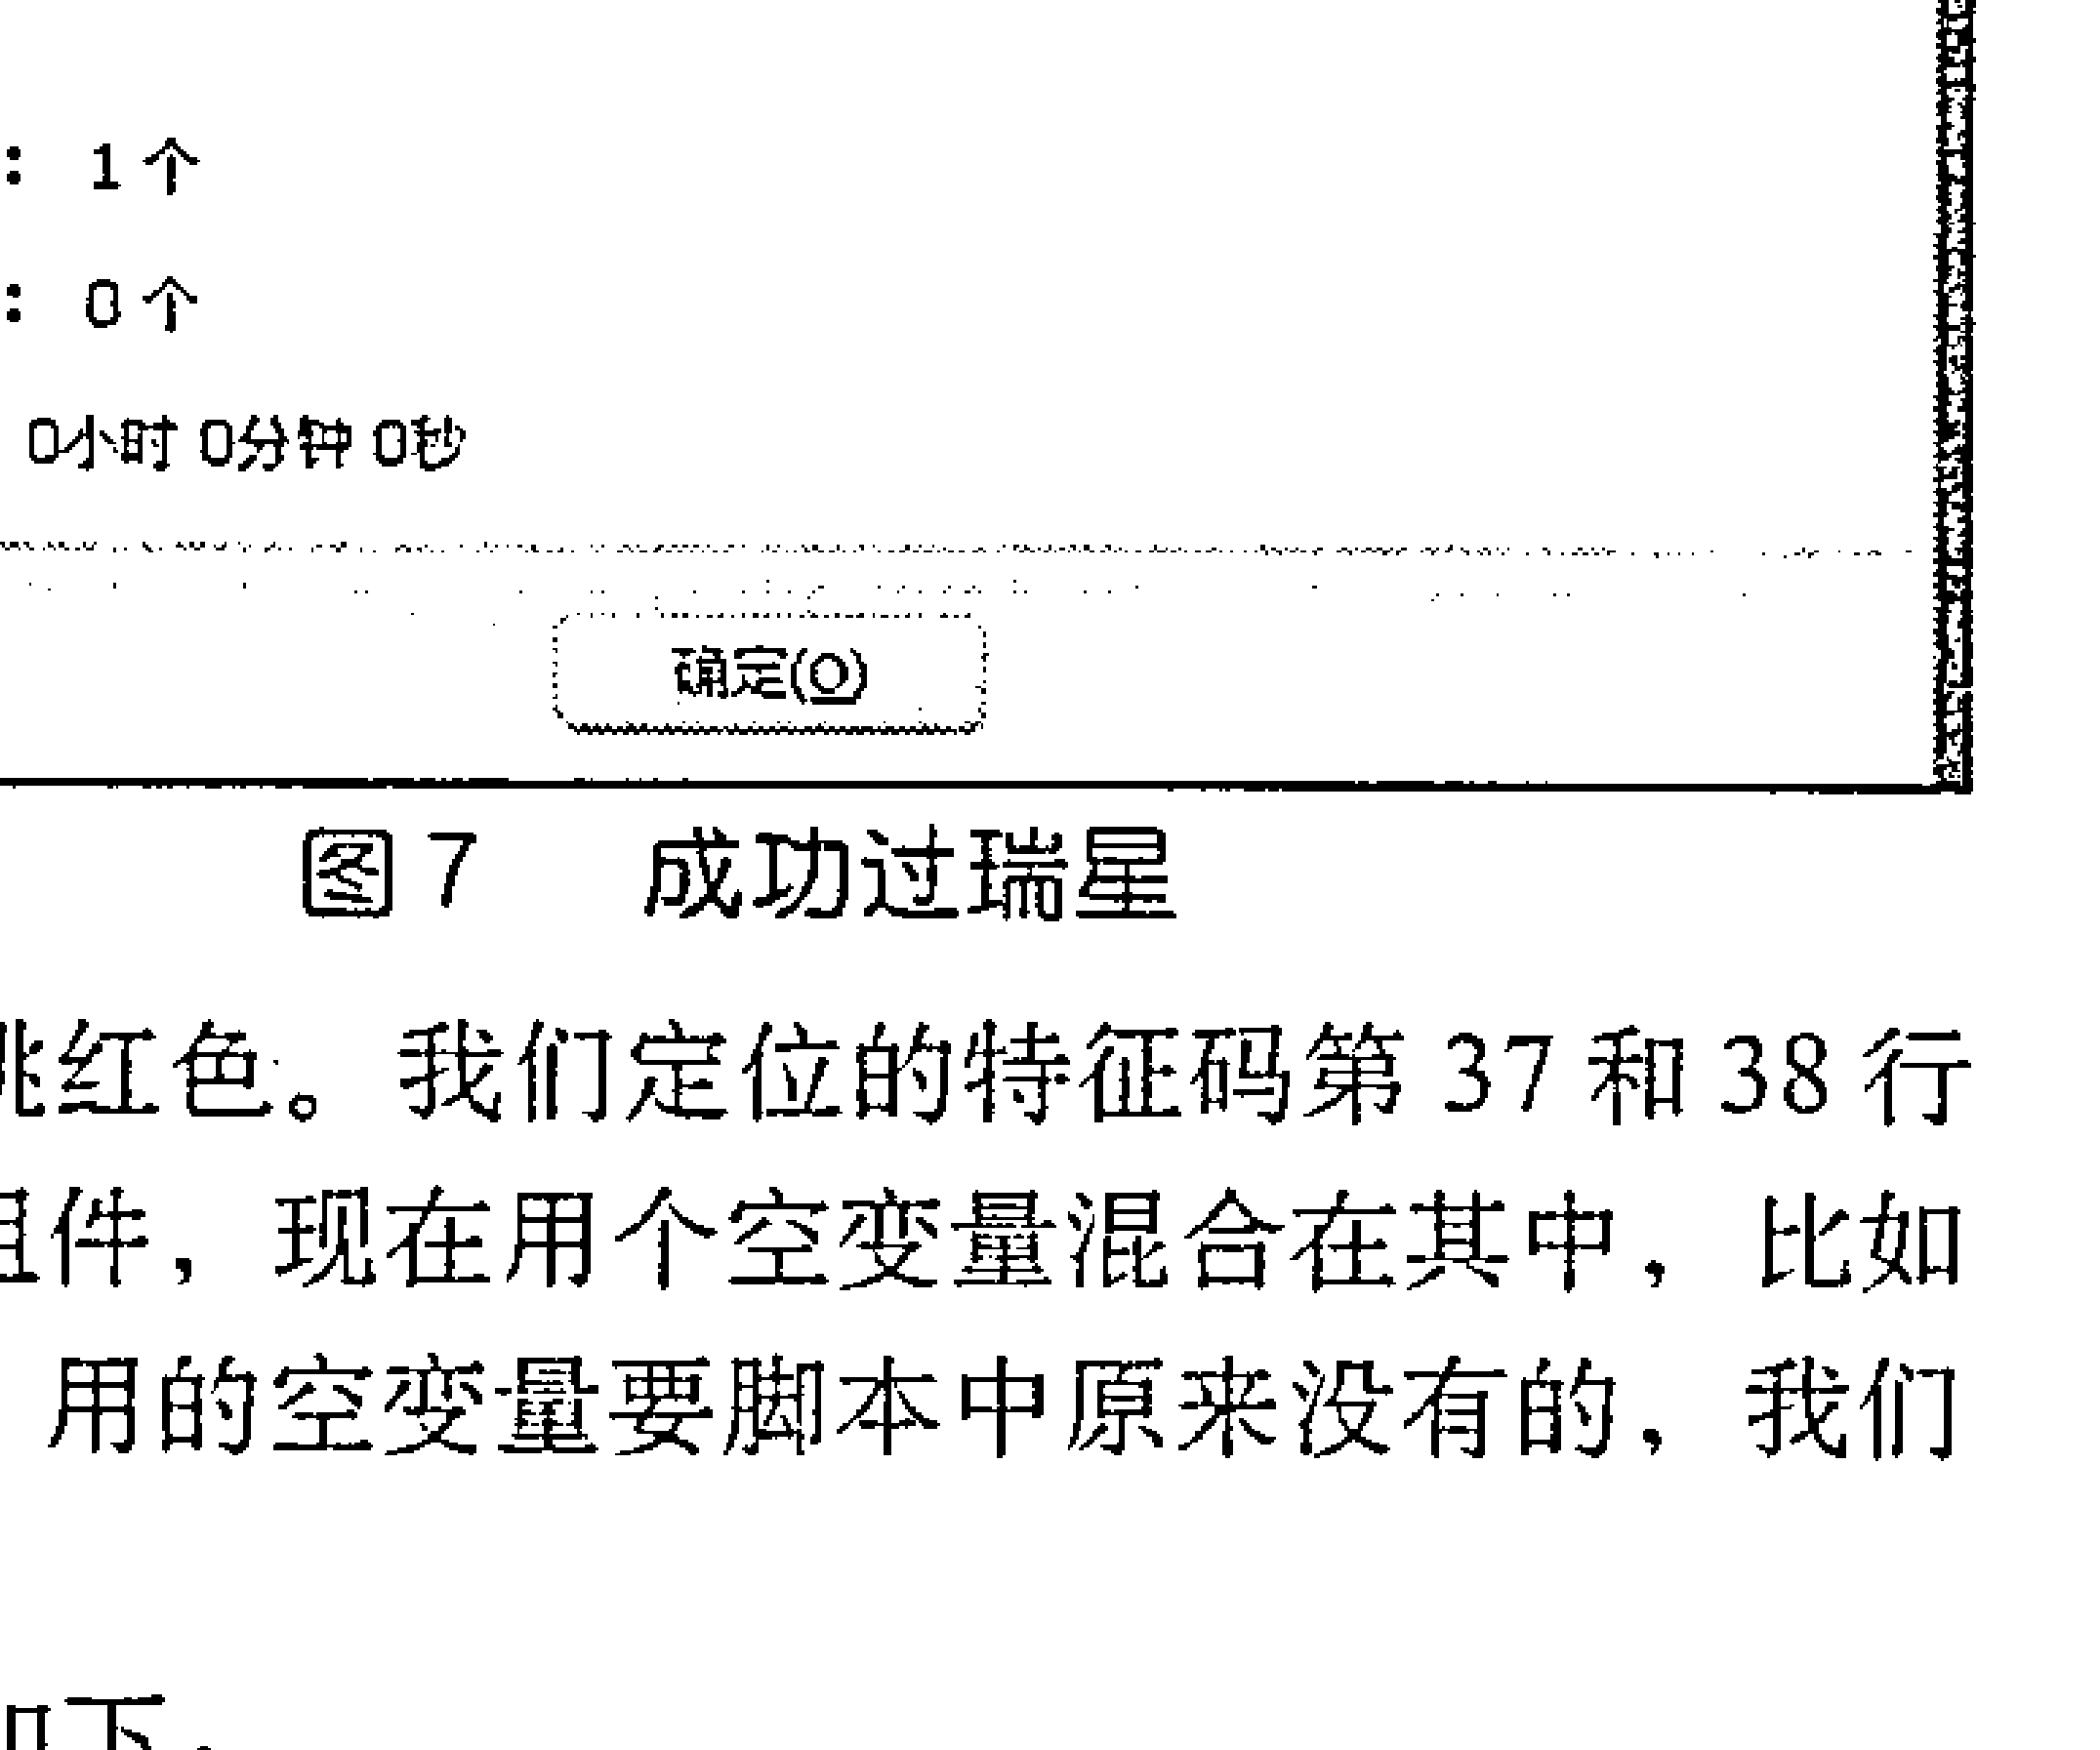 : 1个
: 0个
0小时 0分钟 0秒
确定(O)
图 7 成功过瑞星
红色。我们定位的特征码第 37 和 38 行
组件，现在用个空变量混合在其中，比如
用的空变量要脚本中原来没有的，我们
下：